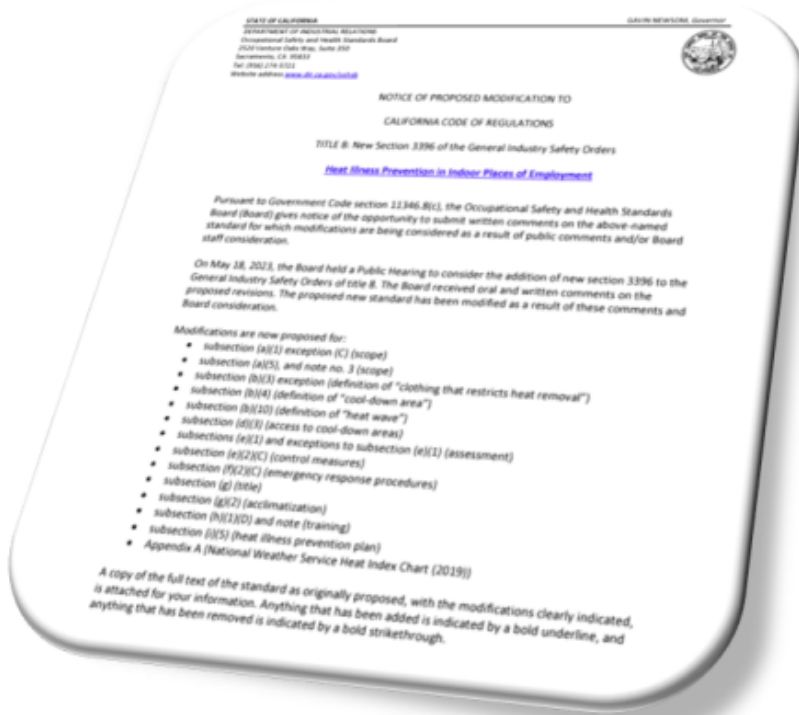 STATE OF CALIFORNIA
GAVIN NEWSOM, Governor
DEPARTMENT OF INDUSTRIAL RELATIONS
Occupational Safety and Health Standards Board
2520 Venture Oaks Way, Suite 350
Sacramento, CA 95833
Tel: (916) 274-5721
Website address www.dir.ca.gov/oshsb
NOTICE OF PROPOSED MODIFICATION TO
CALIFORNIA CODE OF REGULATIONS
TITLE 8: New Section 3396 of the General Industry Safety Orders
Heat Illness Prevention in Indoor Places of Employment
Pursuant to Government Code section 11346.8(c), the Occupational Safety and Health Standards
Board (Board) gives notice of the opportunity to submit written comments on the above-named
standard for which modifications are being considered as a result of public comments and/or Board
staff consideration.
On May 18, 2023, the Board held a Public Hearing to consider the addition of new section 3396 to the
General Industry Safety Orders of title 8. The Board received oral and written comments on the
proposed revisions. The proposed new standard has been modified as a result of these comments and
Board consideration.
Modifications are now proposed for:
• subsection (a)(1) exception (C) (scope)
• subsection (a)(5), and note no. 3 (scope)
• subsection (b)(3) exception (definition of "clothing that restricts heat removal")
• subsection (b)(4) (definition of "cool-down area")
• subsection (b)(10) (definition of "heat wave")
• subsection (d)(3) (access to cool-down areas)
• subsections (e)(1) and exceptions to subsection (e)(1) (assessment)
• subsection (e)(2)(C) (control measures)
• subsection (f)(2)(C) (emergency response procedures)
• subsection (g) (title)
• subsection (g)(2) (acclimatization)
• subsection (h)(1)(D) and note (training)
• subsection (i)(5) (heat illness prevention plan)
• Appendix A (National Weather Service Heat Index Chart (2019))
A copy of the full text of the standard as originally proposed, with the modifications clearly indicated,
is attached for your information. Anything that has been added is indicated by a bold underline, and
anything that has been removed is indicated by a bold strikethrough.